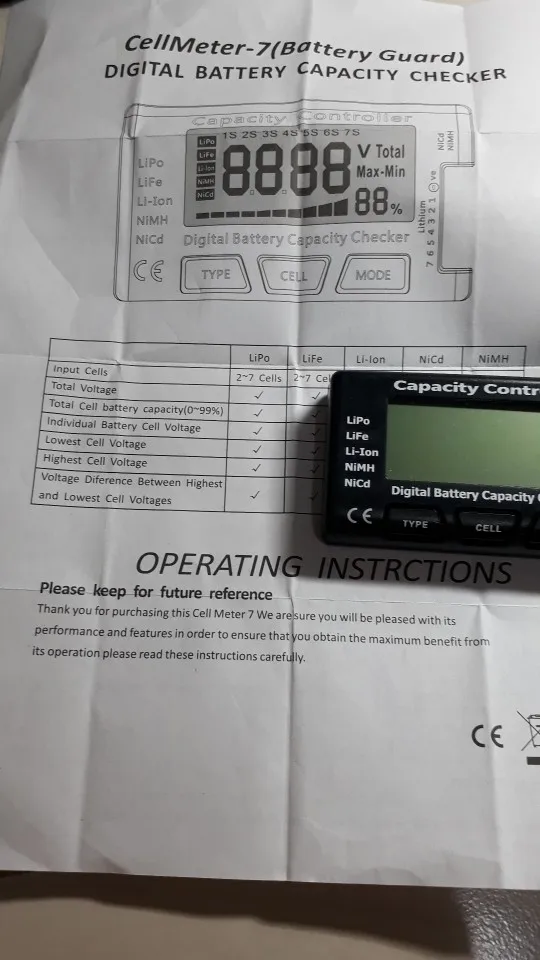 CellMeter-7(Battery Guard)
DIGITAL BATTERY CAPACITY CHECKER
Capacity Controller
1S 2S 3S 4S 5S 6S 7S
LiPo
LiFe
Li-Ion
NiMH
NiCd
8888 V Total
Max-Min
88%
LiPo
LiFe
Li-Ion
NiMH
NiCd
Digital Battery Capacity Checker
CE TYPE CELL MODE
NiCd
NiMH
Lithium
7 6 5 4 3 2 1 ⊖ ve
LiPo LiFe Li-Ion NiCd NiMH
Input Cells 2~7 Cells 2~7 Cel
Total Voltage ✓ ✓
Total Cell battery capacity(0~99%) ✓ ✓
Individual Battery Cell Voltage ✓ ✓
Lowest Cell Voltage ✓ ✓
Highest Cell Voltage ✓ ✓
Voltage Diference Between Highest
and Lowest Cell Voltages ✓ ✓
Capacity Contr
LiPo
LiFe
Li-Ion
NiMH
NiCd
Digital Battery Capacity
CE TYPE CELL
OPERATING INSTRCTIONS
Please keep for future reference
Thank you for purchasing this Cell Meter 7 We are sure you will be pleased with its
performance and features in order to ensure that you obtain the maximum benefit from
its operation please read these instructions carefully.
CE